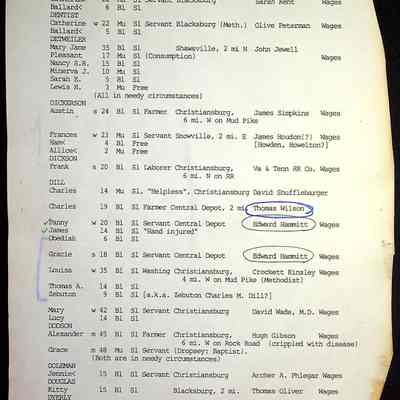 Sl Servant Blacksburg Sarah Kent Wages
Ballard< 6 Bl Sl
DENTIST
Catherine w 22 Mu Sl Servant Blacksburg (Meth.) Olive Peterman Wages
Ballard< 5 Bl Sl
DETWEILER
Mary Jane 35 Bl Sl Shawsville, 2 mi N John Jewell
Pleasant 17 Mu Sl (Consumption) Wages
Nancy S.R. 15 Bl Sl
Minerva J. 10 Mu Sl
Sarah E. 5 Bl Sl
Lewis H. 3 Mu Free
(All in needy circumstances)
DICKERSON
Austin s 24 Bl Sl Farmer Christiansburg, James Simpkins Wages
6 mi. W on Mud Pike
Frances w 23 Mu Sl Servant Snowville, 2 mi. E James Houdon(?) Wages
Nam< 4 Bl Free [Howden, Howelton?]
Allice< 2 Mu Free
DICKSON
Frank s 20 Bl Sl Laborer Christiansburg, Va & Tenn RR Co. Wages
6 mi. N on RR
DILL
Charles 14 Mu Sl. "Helpless", Christiansburg David Shuffleburger
Charles 19 Bl Sl Farmer Central Depot, 2 mi. Thomas Wilson
Fanny w 20 Bl Sl Servant Central Depot Edward Hammitt Wages
James 14 Bl Sl "Hand injured"
Obediah 6 Bl Sl
Gracie s 18 Bl Sl Servant Central Depot Edward Hammitt Wages
Louisa w 35 Bl Sl Washing Christiansburg, Crockett Kinsley Wages
4 mi. W on Mud Pike (Methodist)
Thomas A. 14 Bl Sl
Zebuton 9 Bl Sl [a.k.a. Zebuton Charles M. Dill?]
Mary w 42 Bl Sl Servant Christiansburg David Wade, M.D. Wages
Lucy 14 Bl Sl
DODSON
Alexander m 45 Bl Sl Farmer Christiansburg, Hugh Gibson Wages
6 mi. W on Rock Road (crippled with disease)
Grace m 48 Mu Sl Servant (Dropsey: Baptist).
(Both are in needy circumstances)
DOLEMAN
Jennie< 15 Bl Sl Servant Christiansburg Archer A. Phlegar Wages
DOUGLAS
Kitty 15 Bl Sl Blacksburg, 2 mi. Thomas Oliver Wages